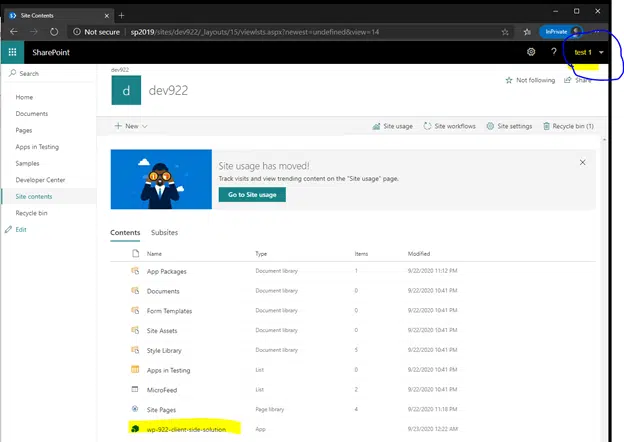 Site Contents
Not secure sp2019/sites/dev922/_layouts/15/viewlsts.aspx?newest=undefined&view=14
InPrivate
SharePoint
?
test 1
Search
Home
Documents
Pages
Apps in Testing
Samples
Developer Center
Site contents
Recycle bin
Edit
dev922
d dev922
Not following
Share
New
Site usage
Site workflows
Site settings
Recycle bin (1)
Site usage has moved!
Track visits and view trending content on the "Site usage" page.
Go to Site usage
Contents Subsites
Name Type Items Modified
App Packages Document library 1 9/22/2020 11:12 PM
Documents Document library 0 9/22/2020 10:41 PM
Form Templates Document library 0 9/22/2020 10:41 PM
Site Assets Document library 0 9/22/2020 10:41 PM
Style Library Document library 5 9/22/2020 10:41 PM
Apps in Testing List 0 9/22/2020 10:41 PM
MicroFeed List 2 9/22/2020 10:41 PM
Site Pages Page library 4 9/22/2020 11:18 PM
wp-922-client-side-solution App 9/23/2020 12:22 AM